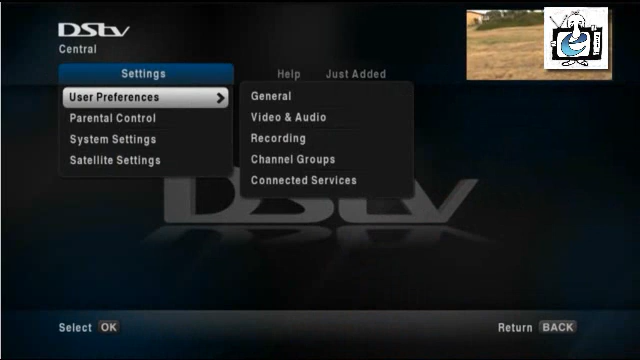 DStv
Central
Settings
Help
Just Added
User Preferences
Parental Control
System Settings
Satellite Settings
General
Video & Audio
Recording
Channel Groups
Connected Services
DStv
Select OK
Return BACK